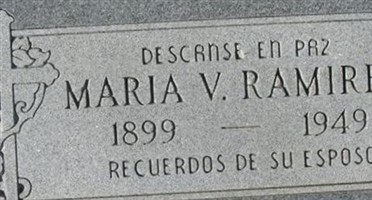 DESCANSE EN PAZ
MARIA V. RAMIRE
1899 — 1949
RECUERDOS DE SU ESPOSO